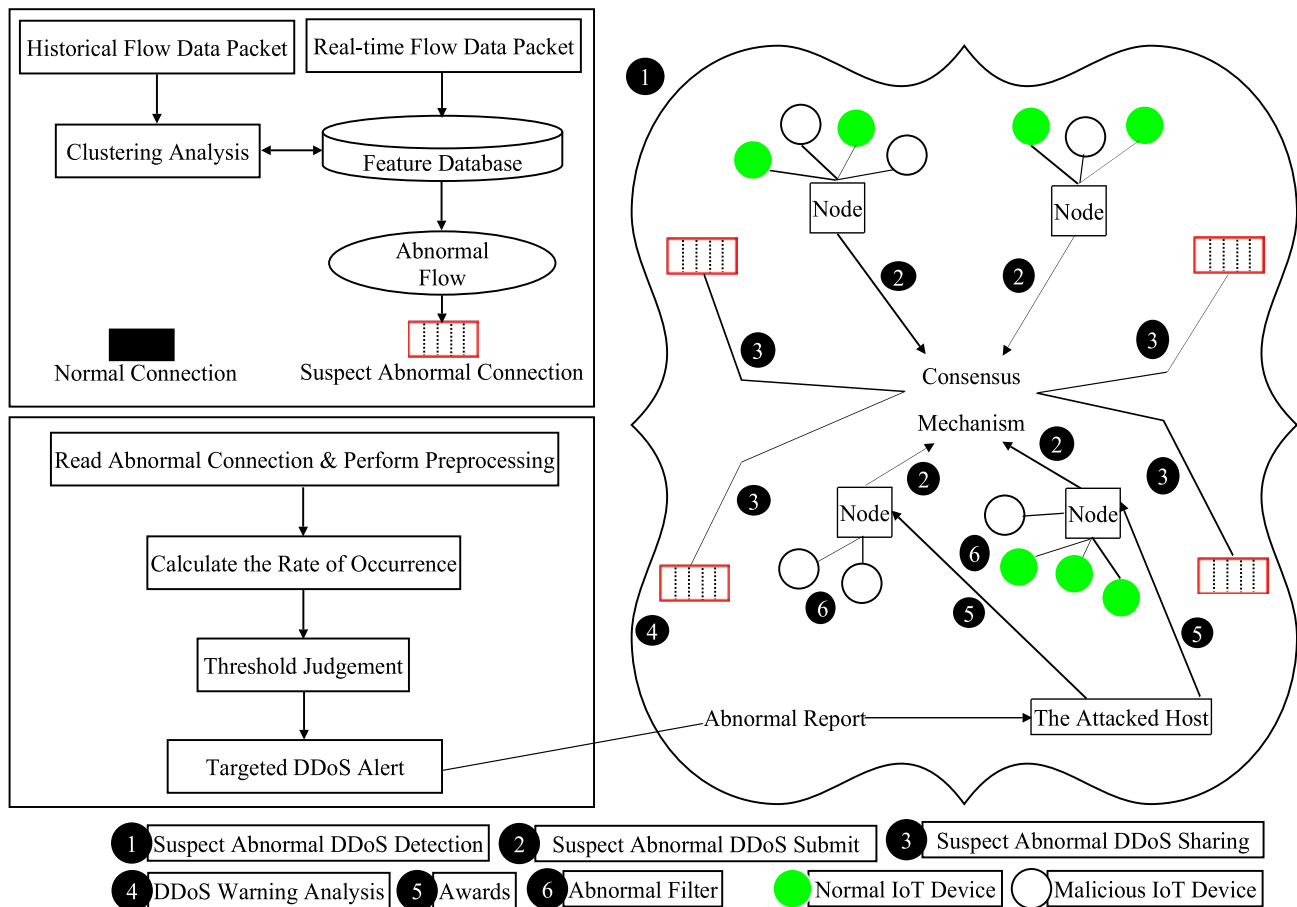 Historical Flow Data Packet
Real-time Flow Data Packet
Clustering Analysis
Feature Database
Abnormal
Flow
Normal Connection
Suspect Abnormal Connection
Read Abnormal Connection & Perform Preprocessing
Calculate the Rate of Occurrence
Threshold Judgement
Targeted DDoS Alert
1
Node
Node
2
2
3
3
Consensus
Mechanism
2
2
3
3
Node
Node
6
6
4
5
5
Abnormal Report
The Attacked Host
1 Suspect Abnormal DDoS Detection
2 Suspect Abnormal DDoS Submit
3 Suspect Abnormal DDoS Sharing
4 DDoS Warning Analysis
5 Awards
6 Abnormal Filter
Normal IoT Device
Malicious IoT Device